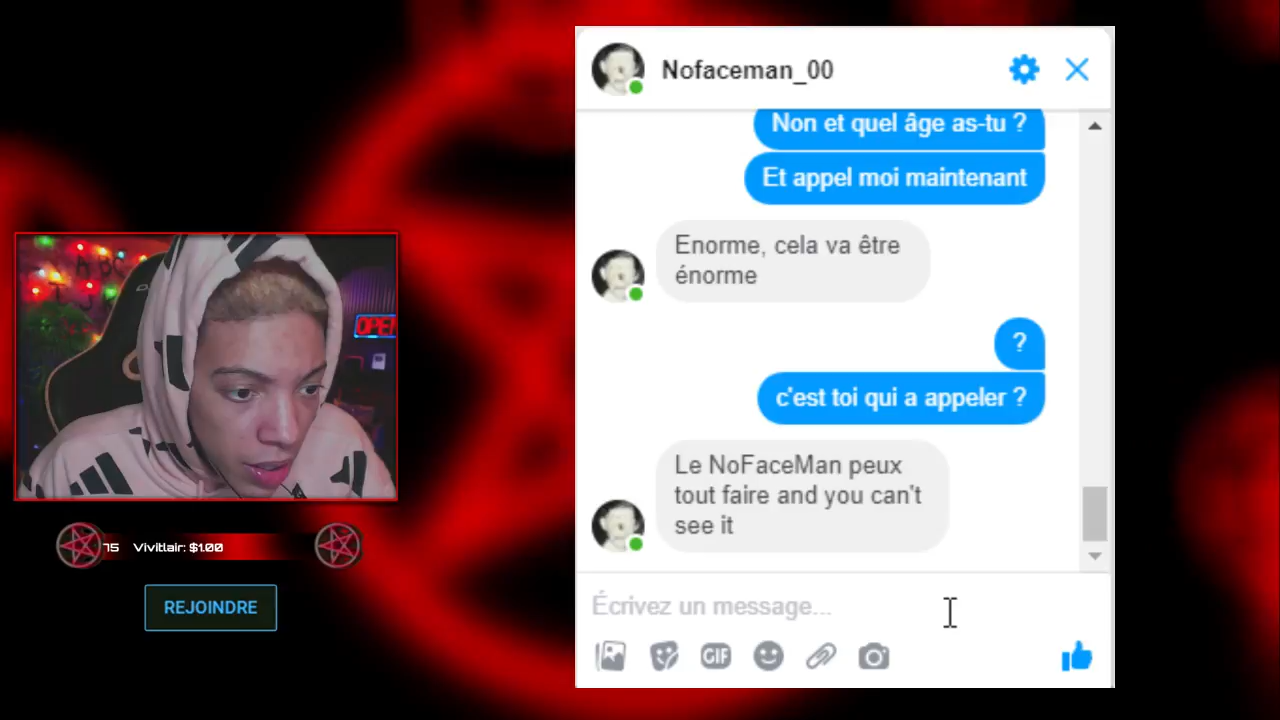 Nofaceman_00
Non et quel âge as-tu ?
Et appel moi maintenant
Enorme, cela va être
énorme
?
c'est toi qui a appeler ?
Le NoFaceMan peux
tout faire and you can't
see it
Écrivez un message...
GIF
OPEN
75 Vivitlair: $1.00
REJOINDRE